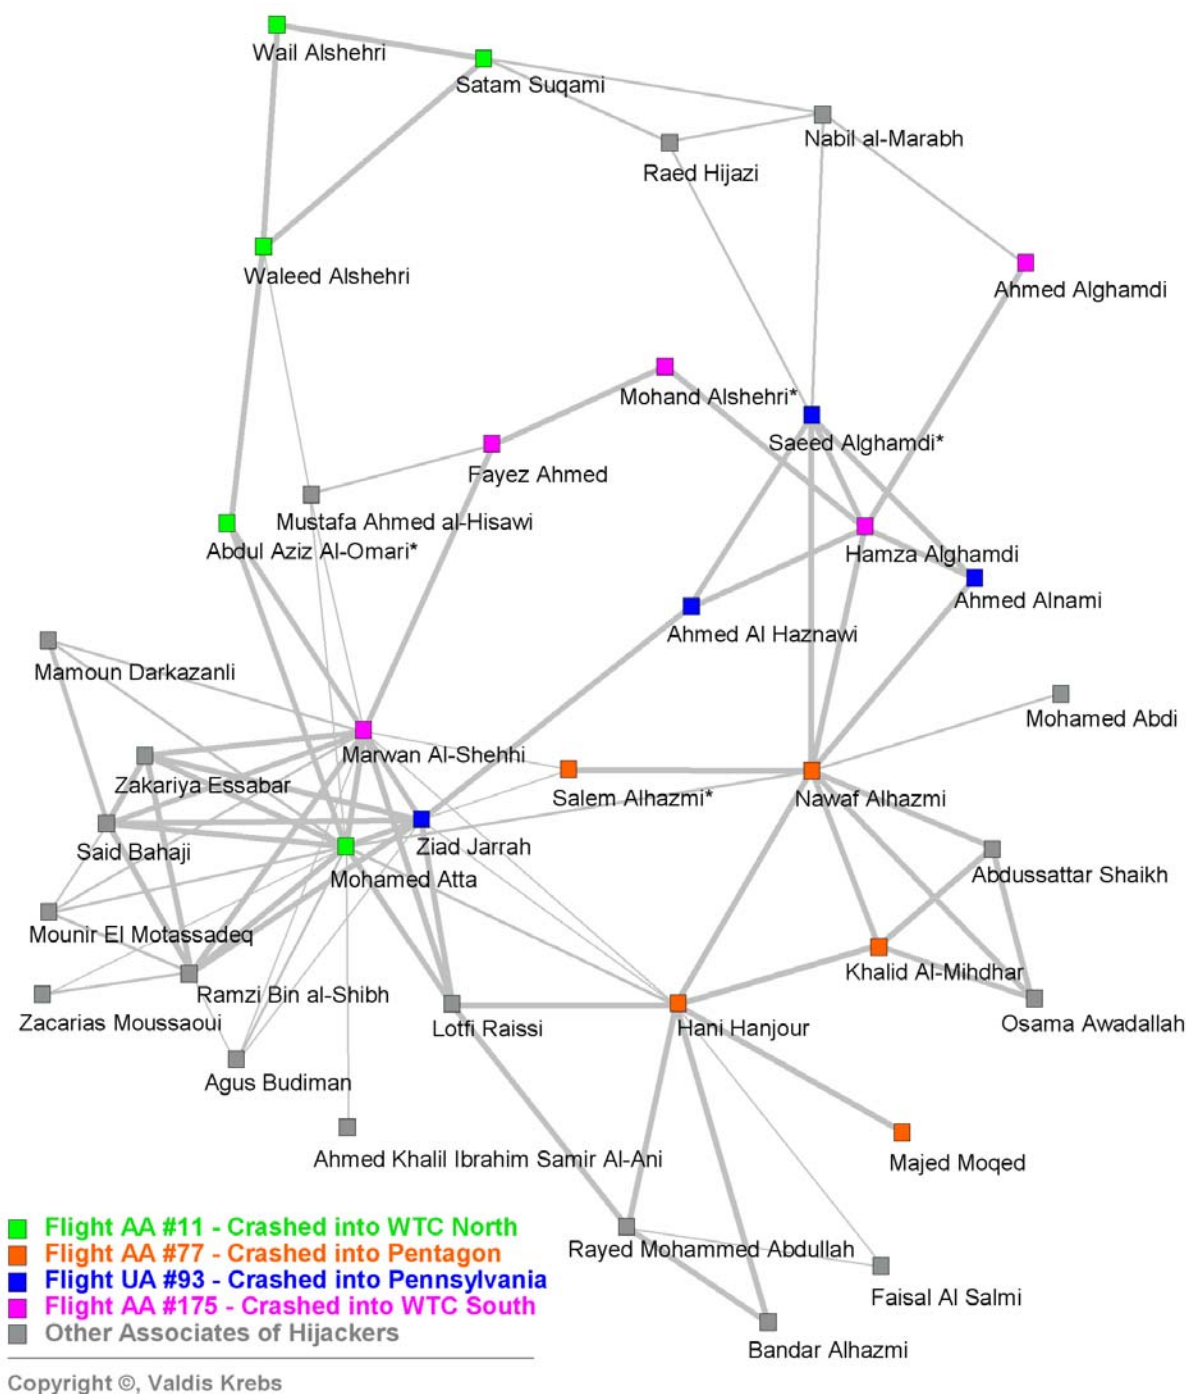 Wail Alshehri
Satam Suqami
Nabil al-Marabh
Raed Hijazi
Waleed Alshehri
Ahmed Alghamdi
Mohand Alshehri*
Saeed Alghamdi*
Fayez Ahmed
Mustafa Ahmed al-Hisawi
Abdul Aziz Al-Omari*
Hamza Alghamdi
Ahmed Alnami
Ahmed Al Haznawi
Mamoun Darkazanli
Mohamed Abdi
Marwan Al-Shehhi
Zakariya Essabar
Salem Alhazmi*
Nawaf Alhazmi
Said Bahaji
Ziad Jarrah
Mohamed Atta
Abdussattar Shaikh
Mounir El Motassadeq
Khalid Al-Mihdhar
Ramzi Bin al-Shibh
Zacarias Moussaoui
Lotfi Raissi
Hani Hanjour
Osama Awadallah
Agus Budiman
Ahmed Khalil Ibrahim Samir Al-Ani
Majed Moqed
Rayed Mohammed Abdullah
Faisal Al Salmi
Bandar Alhazmi
Flight AA #11 - Crashed into WTC North
Flight AA #77 - Crashed into Pentagon
Flight UA #93 - Crashed into Pennsylvania
Flight AA #175 - Crashed into WTC South
Other Associates of Hijackers
Copyright ©, Valdis Krebs